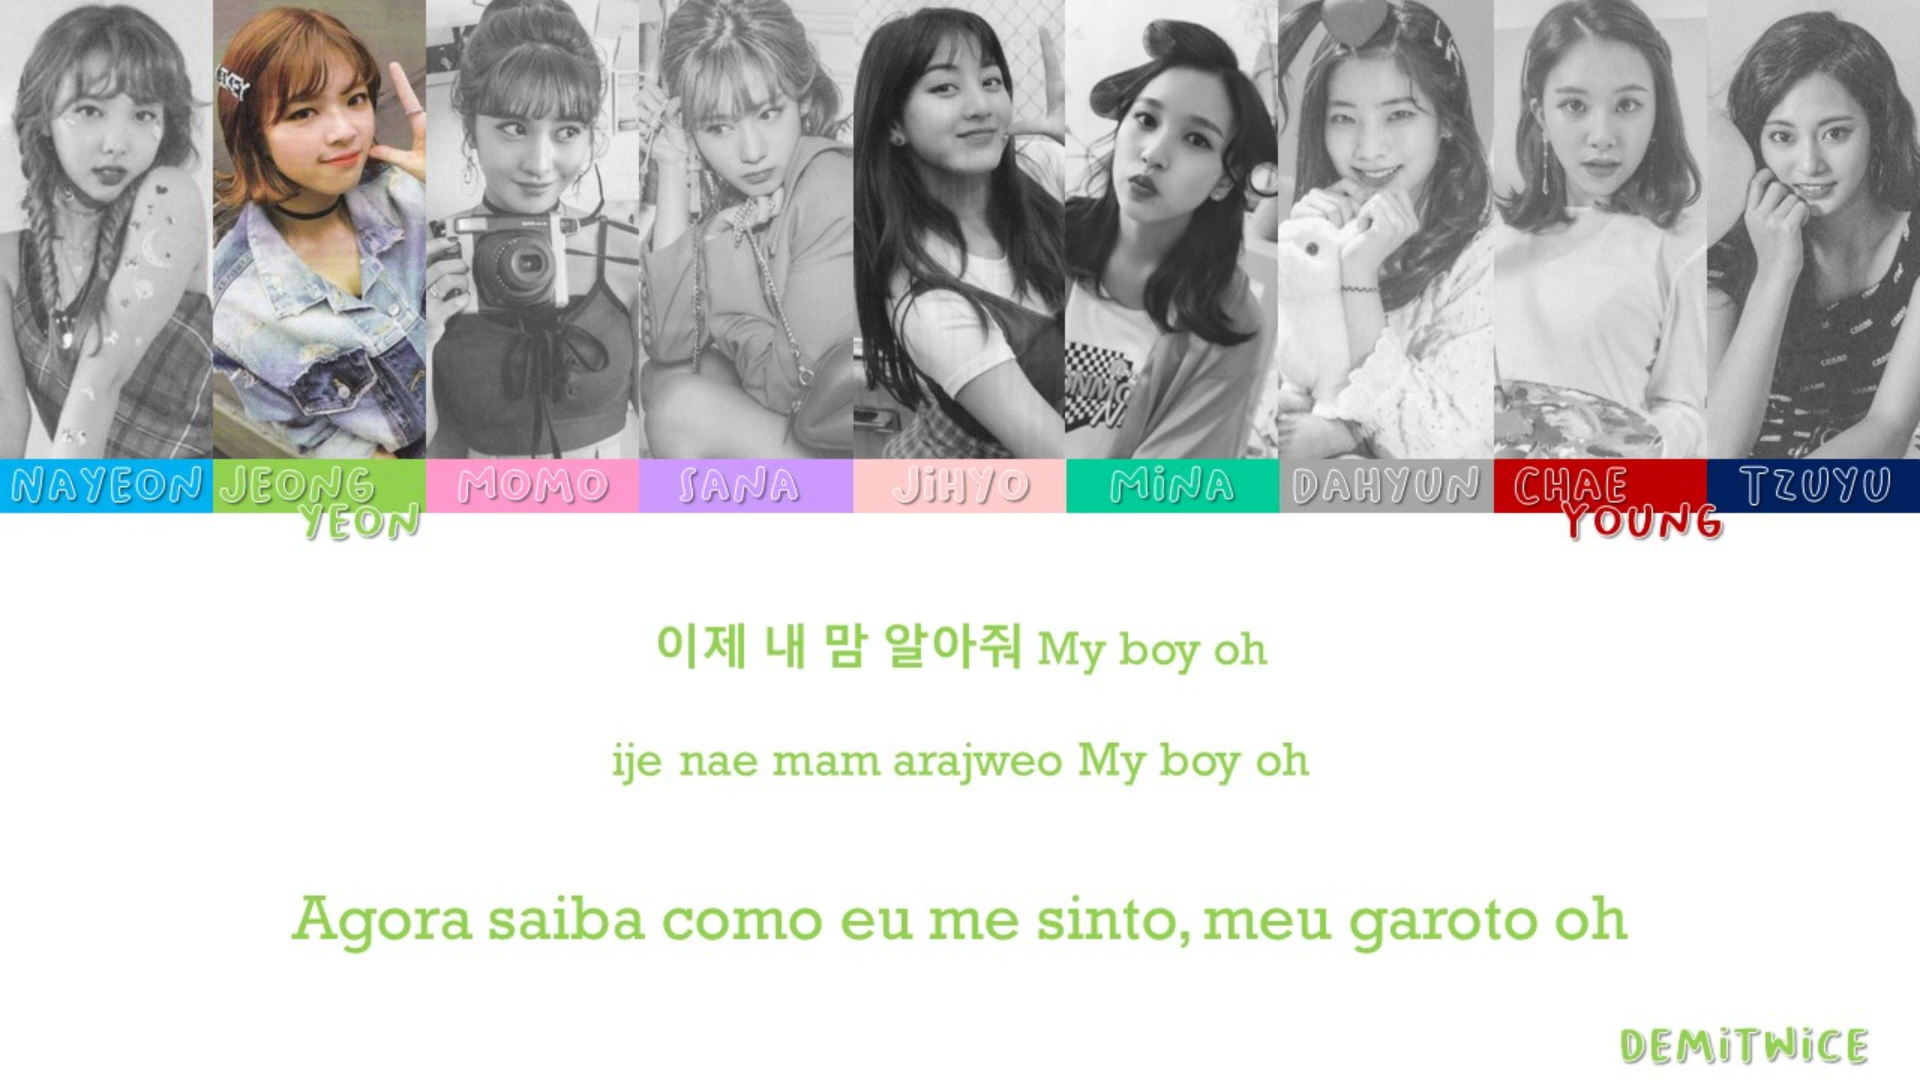 NAYEON JEONG MOMO SANA JiHYO MiNA DAHYUN CHAE TZUYU
YEON YOUNG
이제 내 맘 알아줘 My boy oh
ije nae mam arajweo My boy oh
Agora saiba como eu me sinto, meu garoto oh
DEMiTWiCE